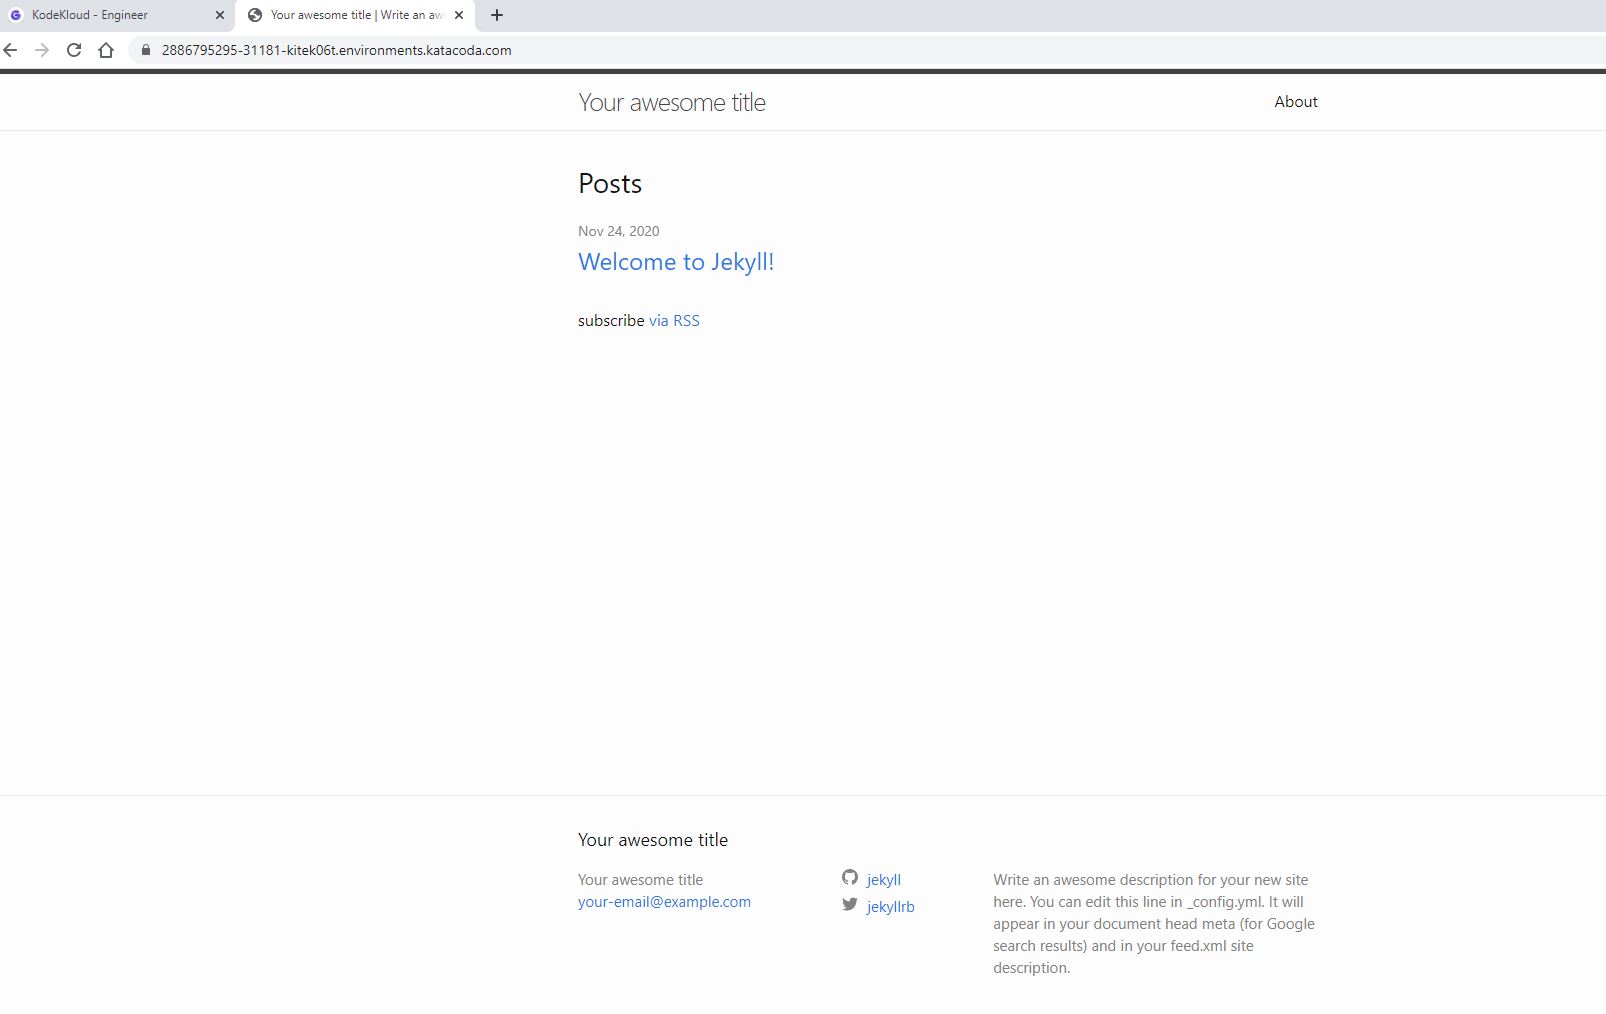 KodeKloud - Engineer
Your awesome title | Write an aw
2886795295-31181-kitek06t.environments.katacoda.com
Your awesome title
About
Posts
Nov 24, 2020
Welcome to Jekyll!
subscribe via RSS
Your awesome title
Your awesome title
your-email@example.com
jekyll
jekyllrb
Write an awesome description for your new site
here. You can edit this line in _config.yml. It will
appear in your document head meta (for Google
search results) and in your feed.xml site
description.